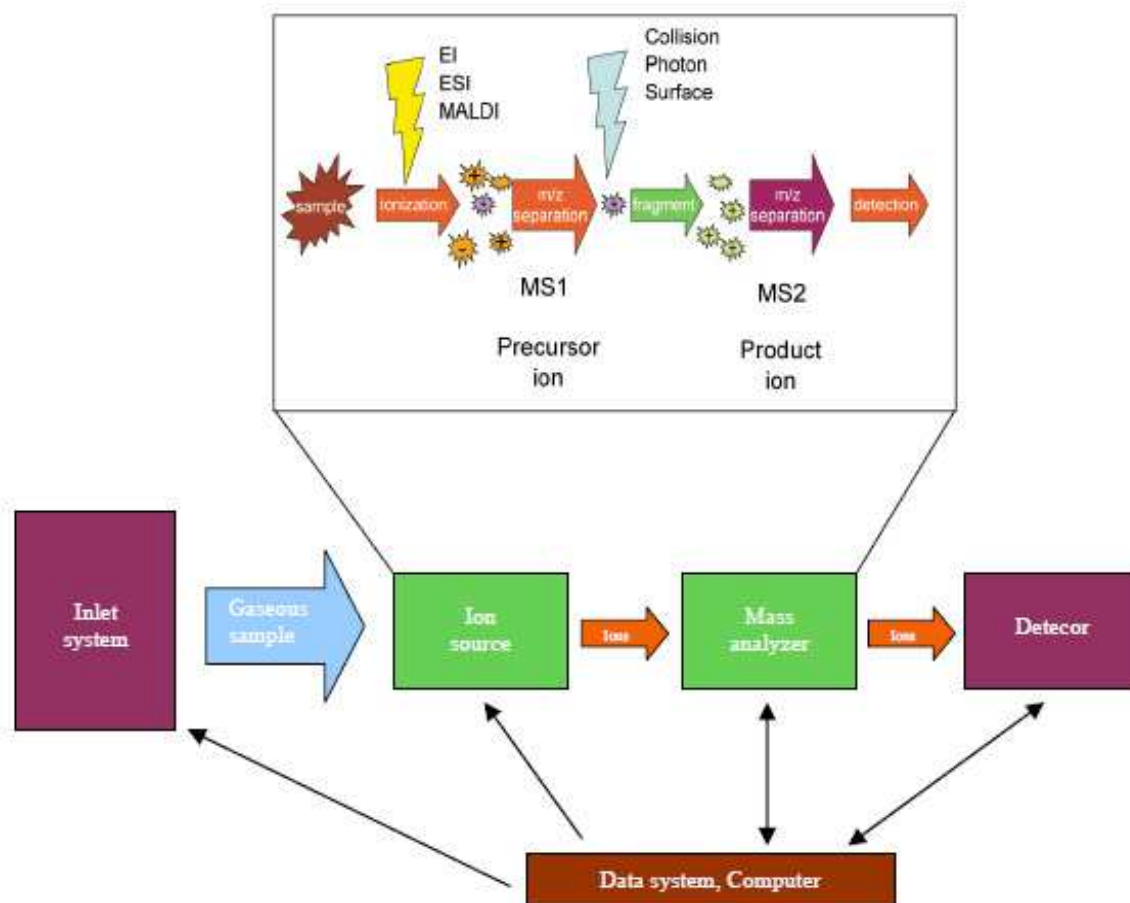 EI
ESI
MALDI
Collision
Photon
Surface
sample
ionization
m/z
separation
fragment
m/z
separation
detection
MS1
MS2
Precursor
ion
Product
ion
Inlet
system
Gaseous
sample
Ion
source
Ions
Mass
analyzer
Ions
Detecor
Data system, Computer